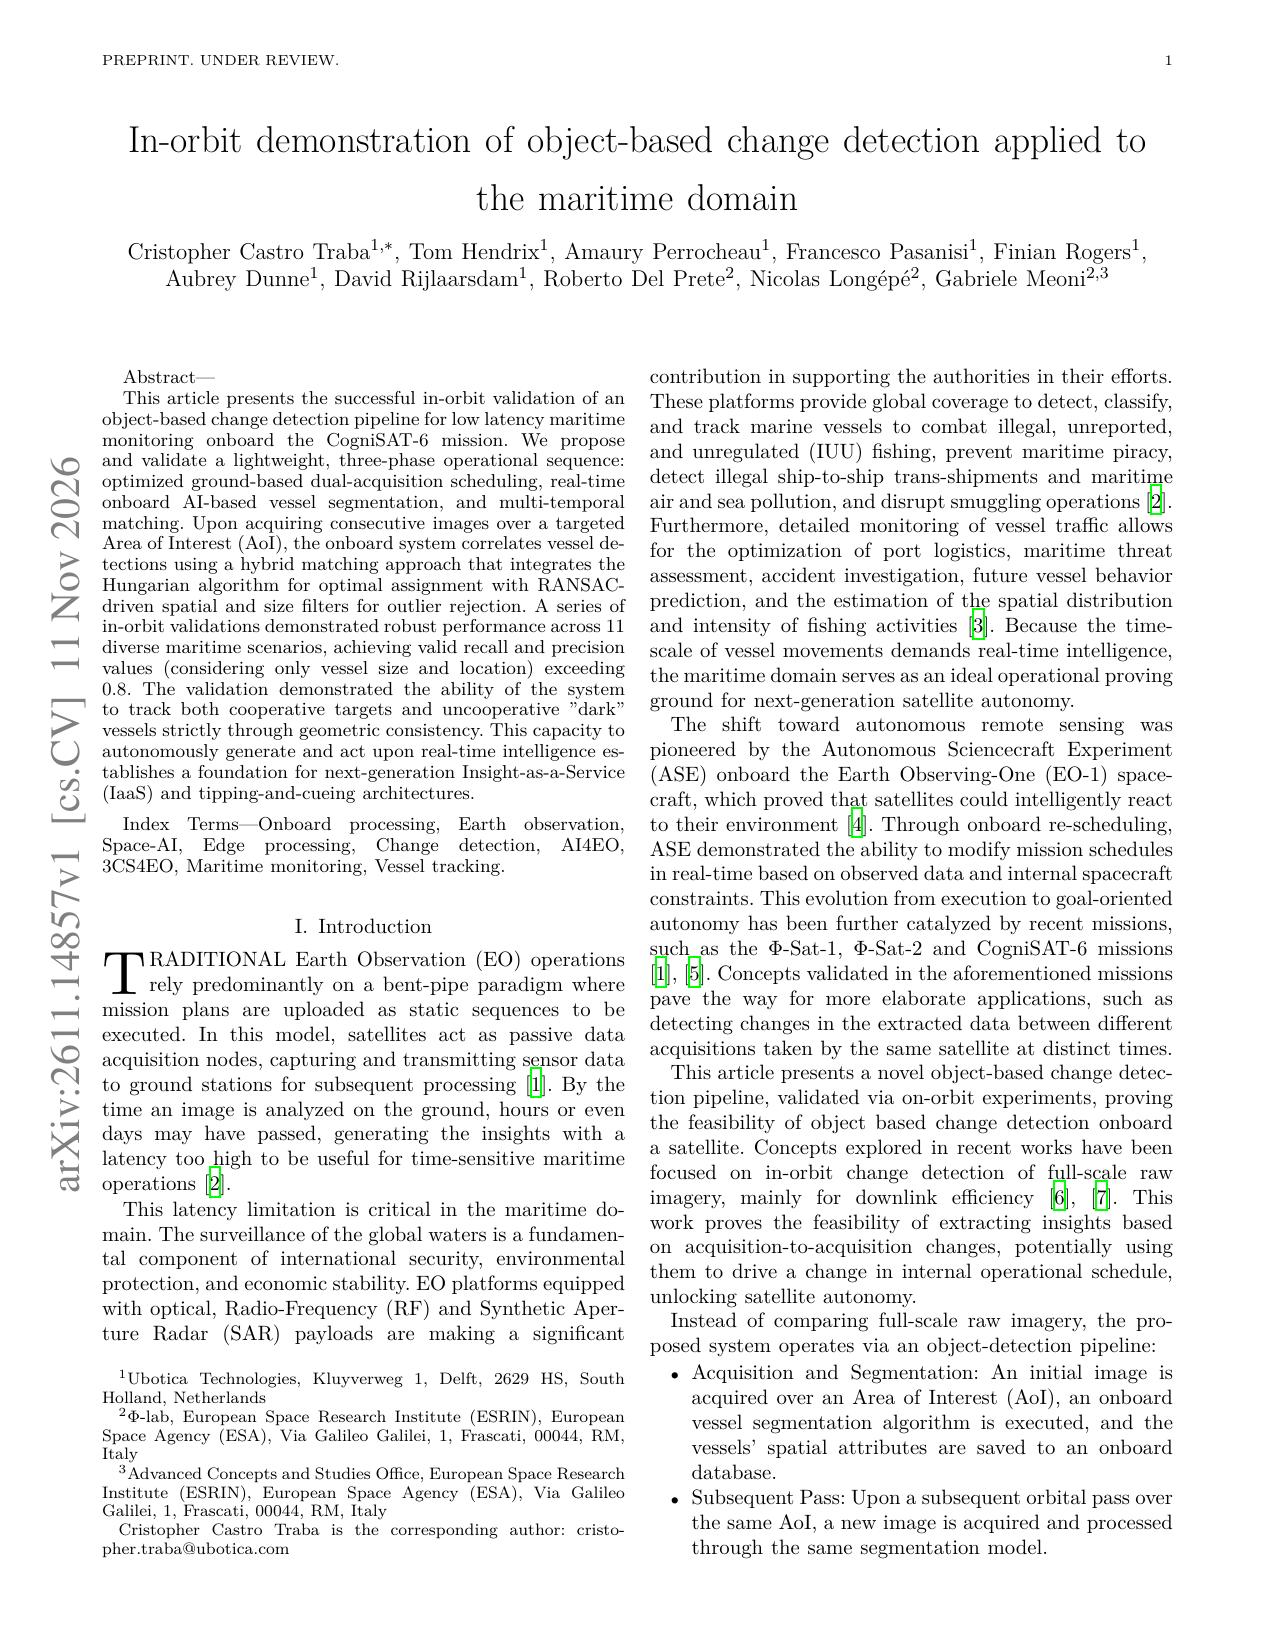 PREPRINT. UNDER REVIEW.
1
In-orbit demonstration of object-based change detection applied to
the maritime domain
Cristopher Castro Traba1,*, Tom Hendrix1, Amaury Perrocheau1, Francesco Pasanisi1, Finian Rogers1,
Aubrey Dunne1, David Rijlaarsdam1, Roberto Del Prete2, Nicolas Longépé2, Gabriele Meoni2,3
arXiv:2611.14857v1 [cs.CV] 11 Nov 2026
Abstract—
This article presents the successful in-orbit validation of an
object-based change detection pipeline for low latency maritime
monitoring onboard the CogniSAT-6 mission. We propose
and validate a lightweight, three-phase operational sequence:
optimized ground-based dual-acquisition scheduling, real-time
onboard AI-based vessel segmentation, and multi-temporal
matching. Upon acquiring consecutive images over a targeted
Area of Interest (AoI), the onboard system correlates vessel de-
tections using a hybrid matching approach that integrates the
Hungarian algorithm for optimal assignment with RANSAC-
driven spatial and size filters for outlier rejection. A series of
in-orbit validations demonstrated robust performance across 11
diverse maritime scenarios, achieving valid recall and precision
values (considering only vessel size and location) exceeding
0.8. The validation demonstrated the ability of the system
to track both cooperative targets and uncooperative ”dark”
vessels strictly through geometric consistency. This capacity to
autonomously generate and act upon real-time intelligence es-
tablishes a foundation for next-generation Insight-as-a-Service
(IaaS) and tipping-and-cueing architectures.
Index Terms—Onboard processing, Earth observation,
Space-AI, Edge processing, Change detection, AI4EO,
3CS4EO, Maritime monitoring, Vessel tracking.
I. Introduction
TRADITIONAL Earth Observation (EO) operations
rely predominantly on a bent-pipe paradigm where
mission plans are uploaded as static sequences to be
executed. In this model, satellites act as passive data
acquisition nodes, capturing and transmitting sensor data
to ground stations for subsequent processing [1]. By the
time an image is analyzed on the ground, hours or even
days may have passed, generating the insights with a
latency too high to be useful for time-sensitive maritime
operations [2].
This latency limitation is critical in the maritime do-
main. The surveillance of the global waters is a fundamen-
tal component of international security, environmental
protection, and economic stability. EO platforms equipped
with optical, Radio-Frequency (RF) and Synthetic Aper-
ture Radar (SAR) payloads are making a significant
1Ubotica Technologies, Kluyverweg 1, Delft, 2629 HS, South
Holland, Netherlands
2Φ-lab, European Space Research Institute (ESRIN), European
Space Agency (ESA), Via Galileo Galilei, 1, Frascati, 00044, RM,
Italy
3Advanced Concepts and Studies Office, European Space Research
Institute (ESRIN), European Space Agency (ESA), Via Galileo
Galilei, 1, Frascati, 00044, RM, Italy
Cristopher Castro Traba is the corresponding author: cristo-
pher.traba@ubotica.com
contribution in supporting the authorities in their efforts.
These platforms provide global coverage to detect, classify,
and track marine vessels to combat illegal, unreported,
and unregulated (IUU) fishing, prevent maritime piracy,
detect illegal ship-to-ship trans-shipments and maritime
air and sea pollution, and disrupt smuggling operations [2].
Furthermore, detailed monitoring of vessel traffic allows
for the optimization of port logistics, maritime threat
assessment, accident investigation, future vessel behavior
prediction, and the estimation of the spatial distribution
and intensity of fishing activities [3]. Because the time-
scale of vessel movements demands real-time intelligence,
the maritime domain serves as an ideal operational proving
ground for next-generation satellite autonomy.
The shift toward autonomous remote sensing was
pioneered by the Autonomous Sciencecraft Experiment
(ASE) onboard the Earth Observing-One (EO-1) space-
craft, which proved that satellites could intelligently react
to their environment [4]. Through onboard re-scheduling,
ASE demonstrated the ability to modify mission schedules
in real-time based on observed data and internal spacecraft
constraints. This evolution from execution to goal-oriented
autonomy has been further catalyzed by recent missions,
such as the Φ-Sat-1, Φ-Sat-2 and CogniSAT-6 missions
[1], [5]. Concepts validated in the aforementioned missions
pave the way for more elaborate applications, such as
detecting changes in the extracted data between different
acquisitions taken by the same satellite at distinct times.
This article presents a novel object-based change detec-
tion pipeline, validated via on-orbit experiments, proving
the feasibility of object based change detection onboard
a satellite. Concepts explored in recent works have been
focused on in-orbit change detection of full-scale raw
imagery, mainly for downlink efficiency [6], [7]. This
work proves the feasibility of extracting insights based
on acquisition-to-acquisition changes, potentially using
them to drive a change in internal operational schedule,
unlocking satellite autonomy.
Instead of comparing full-scale raw imagery, the pro-
posed system operates via an object-detection pipeline:
• Acquisition and Segmentation: An initial image is
acquired over an Area of Interest (AoI), an onboard
vessel segmentation algorithm is executed, and the
vessels' spatial attributes are saved to an onboard
database.
• Subsequent Pass: Upon a subsequent orbital pass over
the same AoI, a new image is acquired and processed
through the same segmentation model.